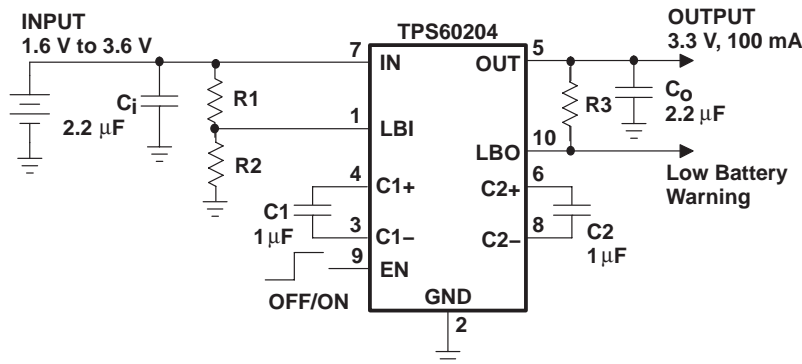 INPUT
1.6 V to 3.6 V
TPS60204
OUTPUT
3.3 V, 100 mA
7
IN
OUT
5
Ci
R1
R3
Co
2.2 µF
2.2 µF
1
LBI
LBO
10
R2
Low Battery
Warning
4
C1+
C2+
6
C1
1 µF
3
C1–
C2–
8
C2
1 µF
9
EN
OFF/ON
GND
2